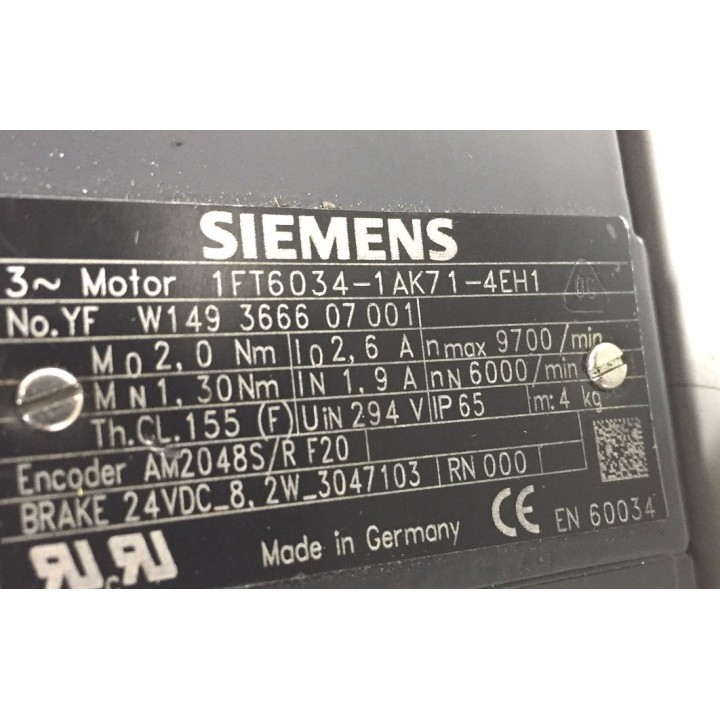 SIEMENS
3~ Motor 1FT6034-1AK71-4EH1
No.YF W149 3666 07 001
M0 2,0 Nm I0 2,6 A nmax 9700 /min
MN 1,30Nm IN 1,9 A nN 6000 /min
Th.CL.155 (F) UiN 294 V IP 65 m: 4 kg
Encoder AM2048S/R F20
BRAKE 24VDC_8,2W_3047103 RN 000
Made in Germany CE EN 60034